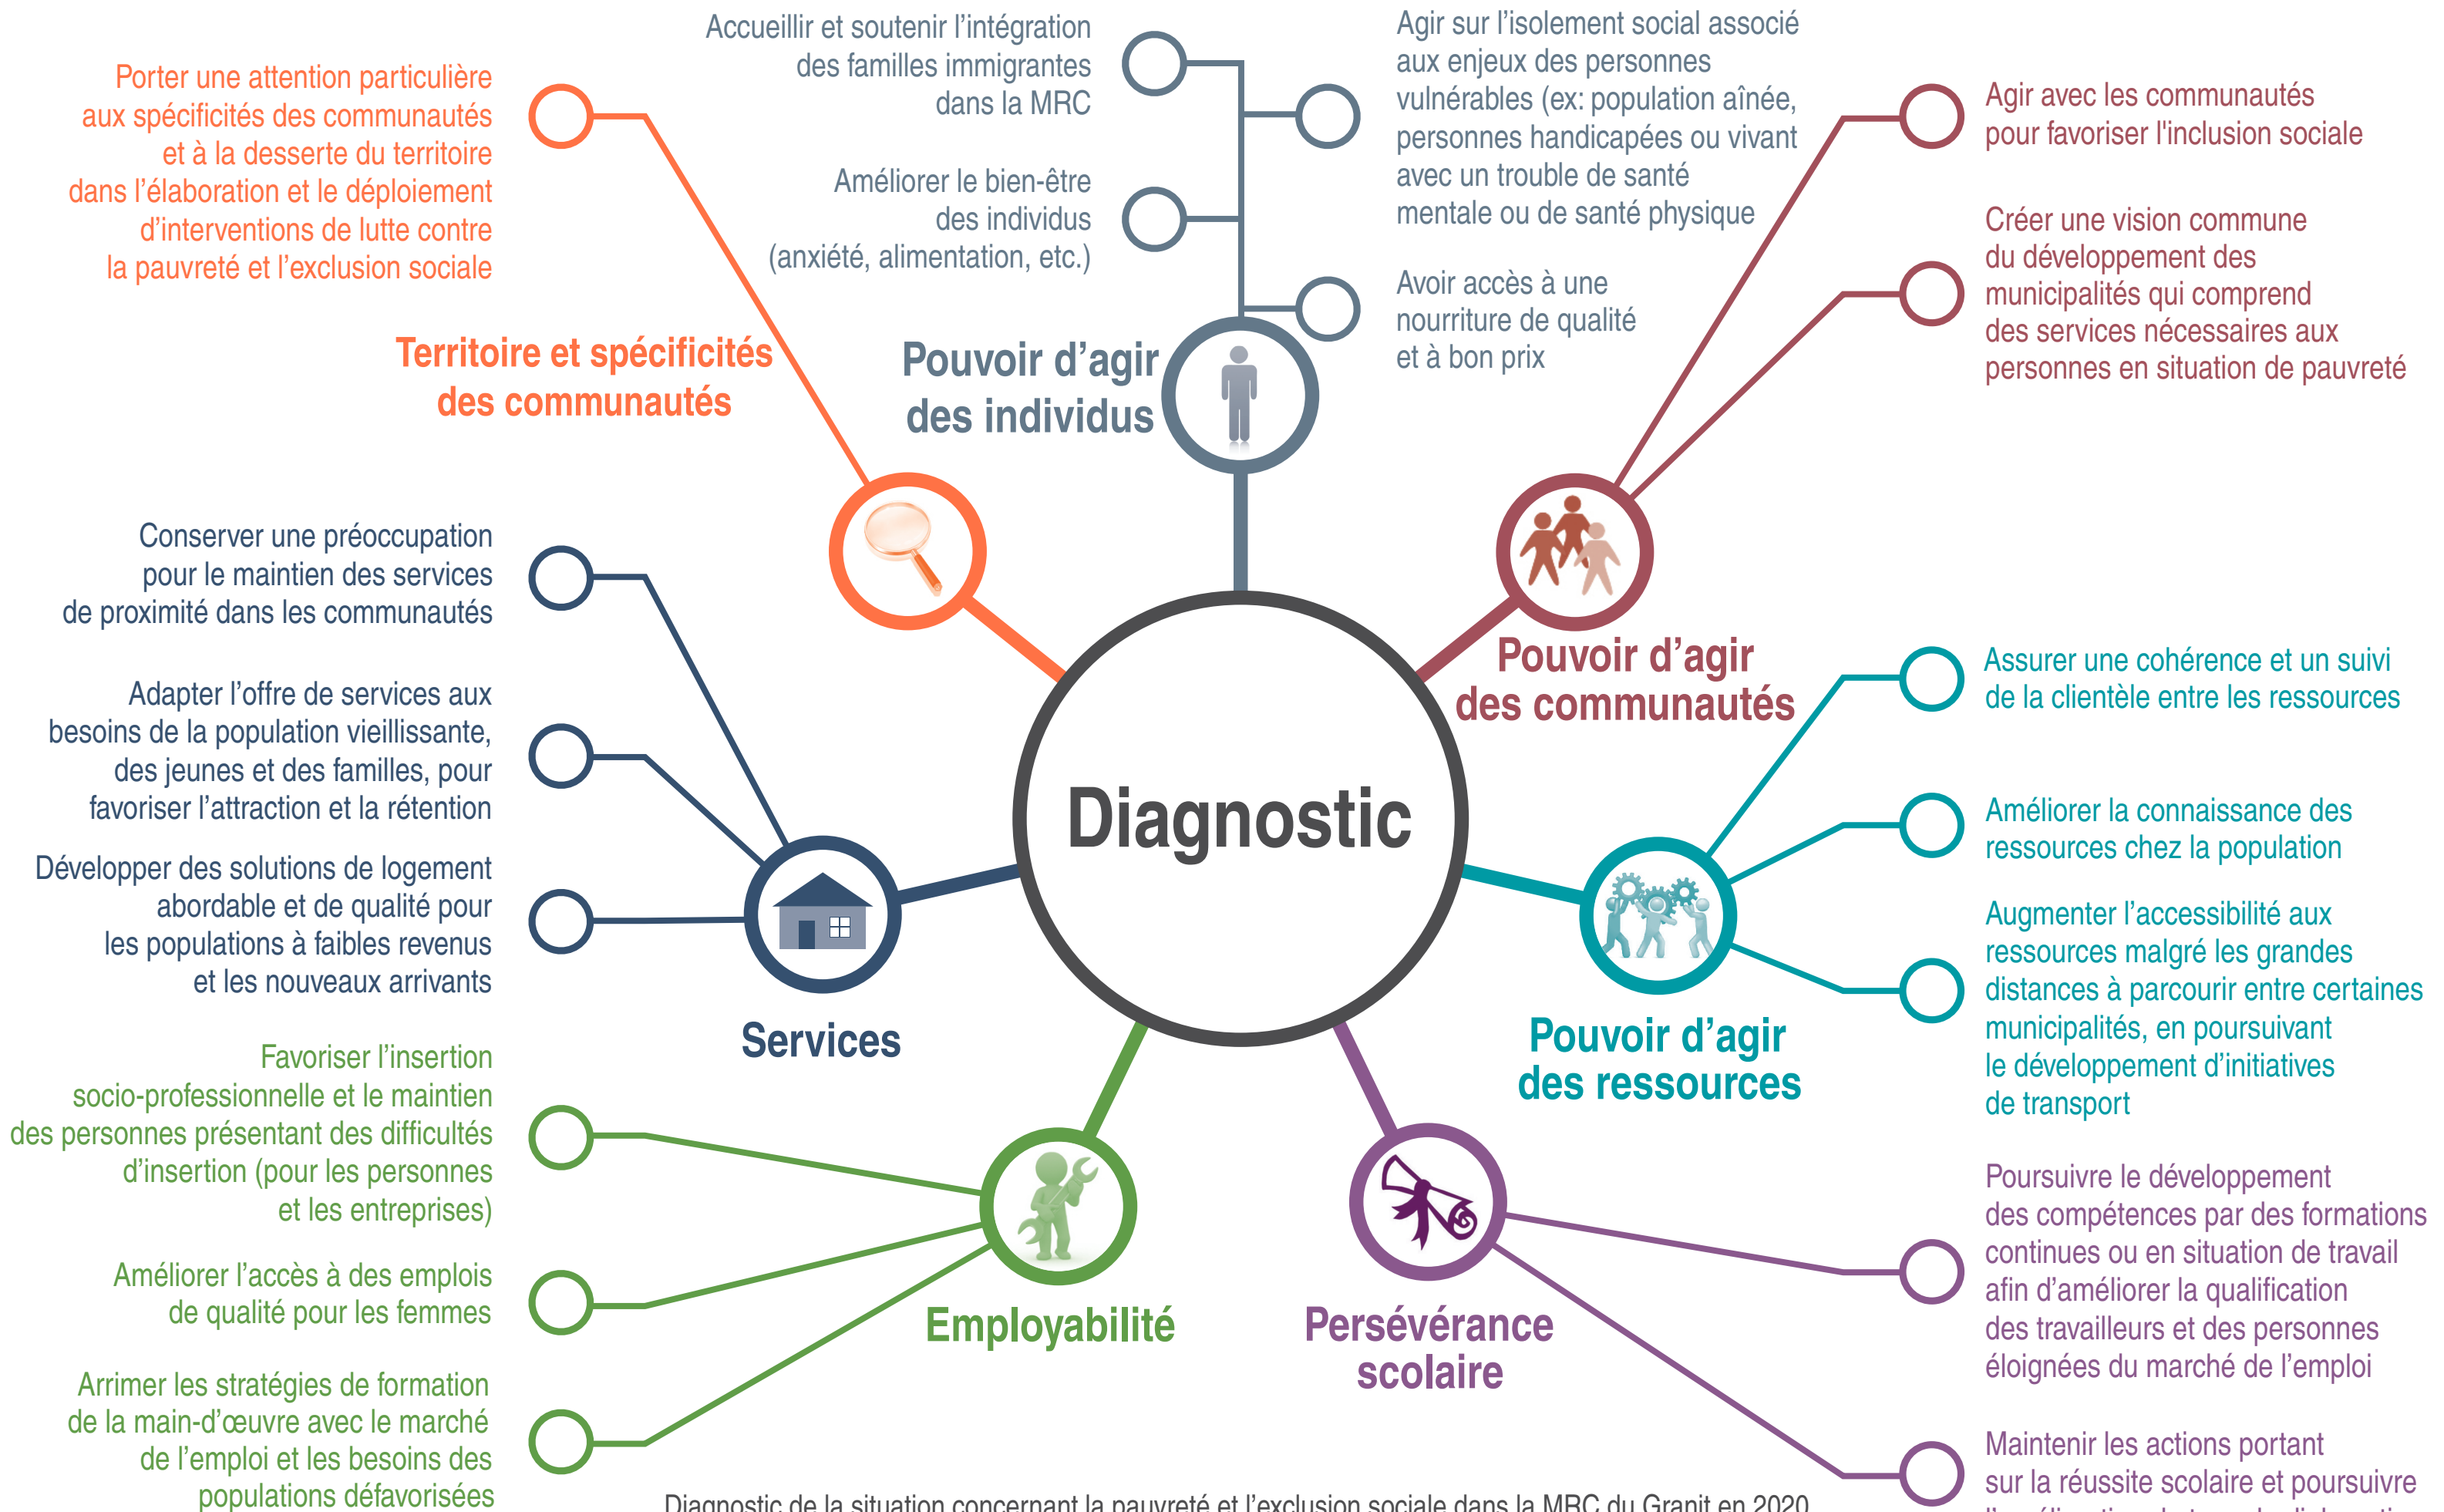 Accueillir et soutenir l’intégration
des familles immigrantes
dans la MRC
Améliorer le bien-être
des individus
(anxiété, alimentation, etc.)
Agir sur l’isolement social associé
aux enjeux des personnes
vulnérables (ex: population aînée,
personnes handicapées ou vivant
avec un trouble de santé
mentale ou de santé physique
Avoir accès à une
nourriture de qualité
et à bon prix
Pouvoir d’agir
des individus
Porter une attention particulière
aux spécificités des communautés
et à la desserte du territoire
dans l’élaboration et le déploiement
d’interventions de lutte contre
la pauvreté et l’exclusion sociale
Territoire et spécificités
des communautés
Agir avec les communautés
pour favoriser l'inclusion sociale
Créer une vision commune
du développement des
municipalités qui comprend
des services nécessaires aux
personnes en situation de pauvreté
Pouvoir d’agir
des communautés
Conserver une préoccupation
pour le maintien des services
de proximité dans les communautés
Adapter l’offre de services aux
besoins de la population vieillissante,
des jeunes et des familles, pour
favoriser l’attraction et la rétention
Développer des solutions de logement
abordable et de qualité pour
les populations à faibles revenus
et les nouveaux arrivants
Services
Diagnostic
Assurer une cohérence et un suivi
de la clientèle entre les ressources
Améliorer la connaissance des
ressources chez la population
Augmenter l’accessibilité aux
ressources malgré les grandes
distances à parcourir entre certaines
municipalités, en poursuivant
le développement d’initiatives
de transport
Pouvoir d’agir
des ressources
Favoriser l’insertion
socio-professionnelle et le maintien
des personnes présentant des difficultés
d’insertion (pour les personnes
et les entreprises)
Améliorer l’accès à des emplois
de qualité pour les femmes
Arrimer les stratégies de formation
de la main-d’œuvre avec le marché
de l’emploi et les besoins des
populations défavorisées
Employabilité
Persévérance
scolaire
Poursuivre le développement
des compétences par des formations
continues ou en situation de travail
afin d’améliorer la qualification
des travailleurs et des personnes
éloignées du marché de l’emploi
Maintenir les actions portant
sur la réussite scolaire et poursuivre
Diagnostic de la situation concernant la pauvreté et l’exclusion sociale dans la MRC du Granit en 2020